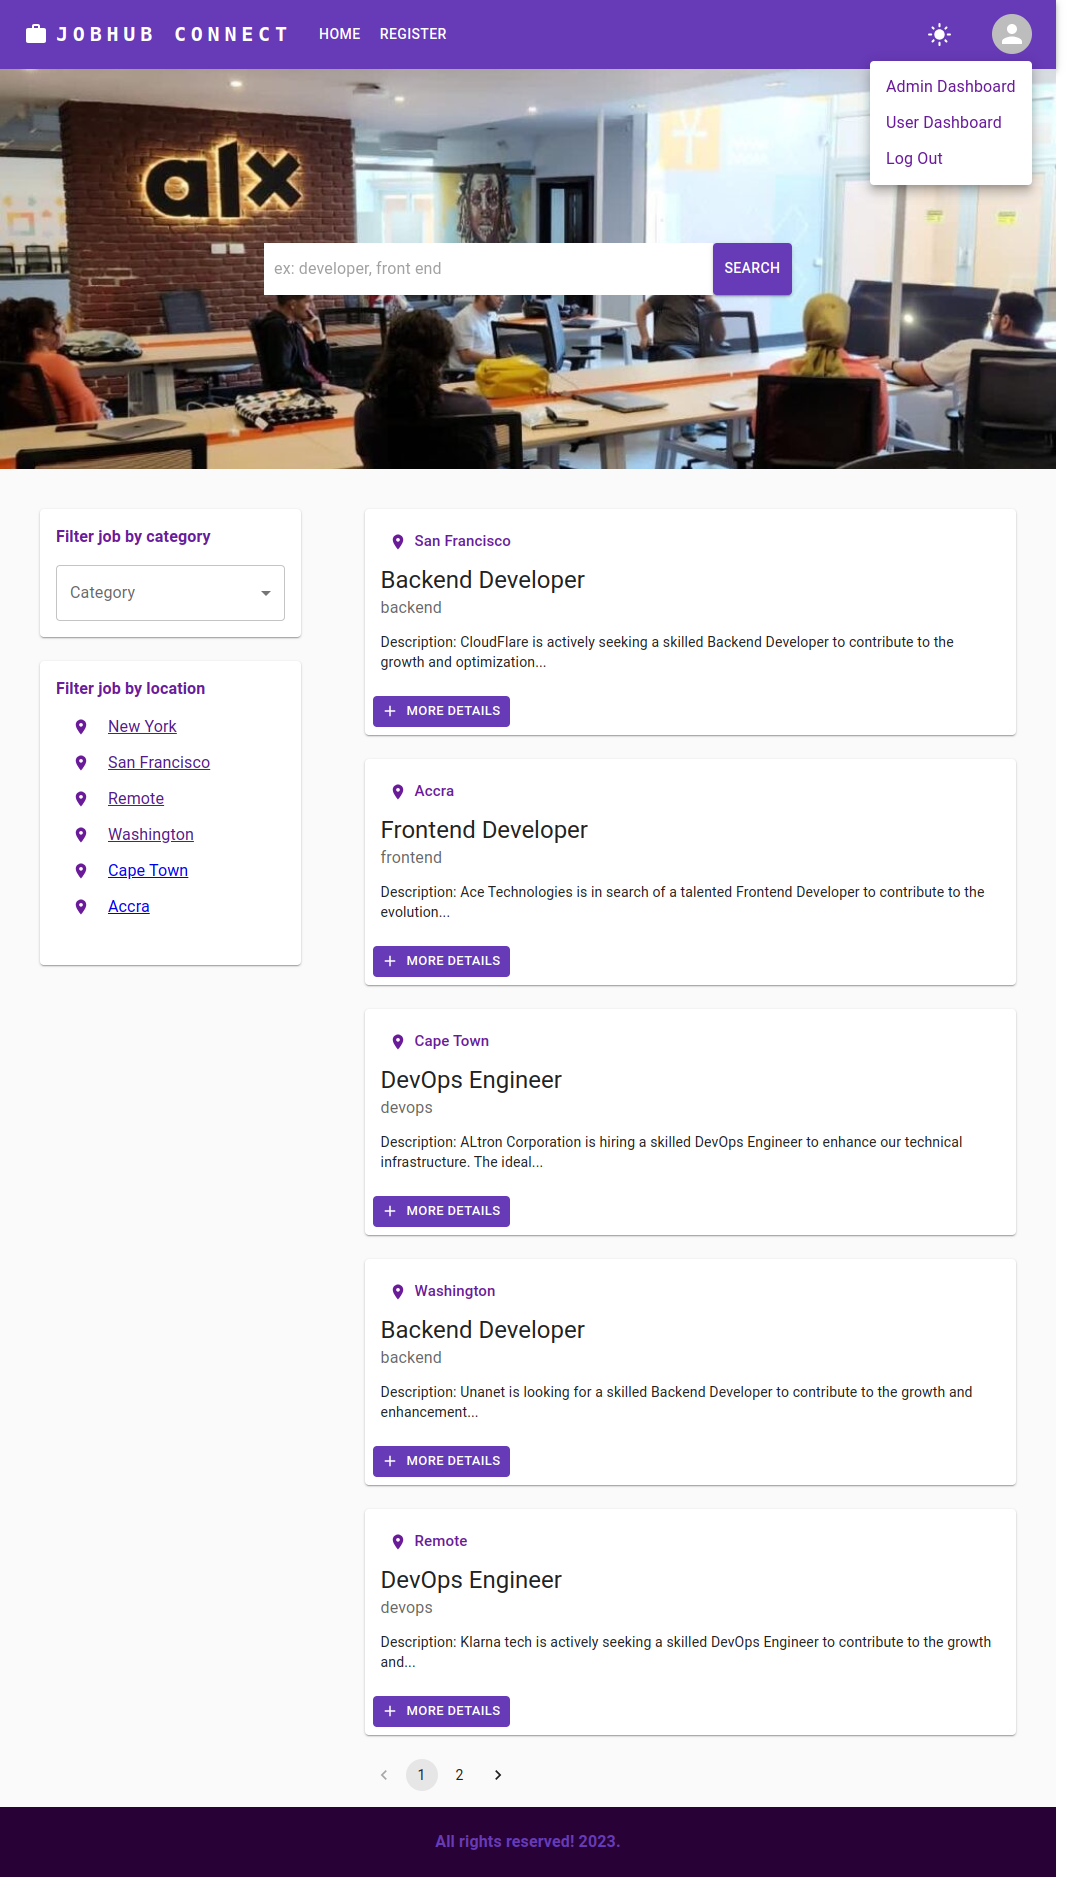 JOBHUB CONNECT
HOME
REGISTER
Admin Dashboard
User Dashboard
Log Out
alx
ex: developer, front end
SEARCH
Filter job by category
Category
Filter job by location
New York
San Francisco
Remote
Washington
Cape Town
Accra
San Francisco
Backend Developer
backend
Description: CloudFlare is actively seeking a skilled Backend Developer to contribute to the
growth and optimization...
MORE DETAILS
Accra
Frontend Developer
frontend
Description: Ace Technologies is in search of a talented Frontend Developer to contribute to the
evolution...
MORE DETAILS
Cape Town
DevOps Engineer
devops
Description: ALtron Corporation is hiring a skilled DevOps Engineer to enhance our technical
infrastructure. The ideal...
MORE DETAILS
Washington
Backend Developer
backend
Description: Unanet is looking for a skilled Backend Developer to contribute to the growth and
enhancement...
MORE DETAILS
Remote
DevOps Engineer
devops
Description: Klarna tech is actively seeking a skilled DevOps Engineer to contribute to the growth
and...
MORE DETAILS
1 2
All rights reserved! 2023.